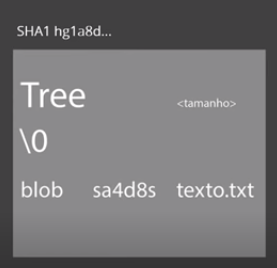 SHA1 hg1a8d...
Tree <tamanho>
\0
blob sa4d8s texto.txt